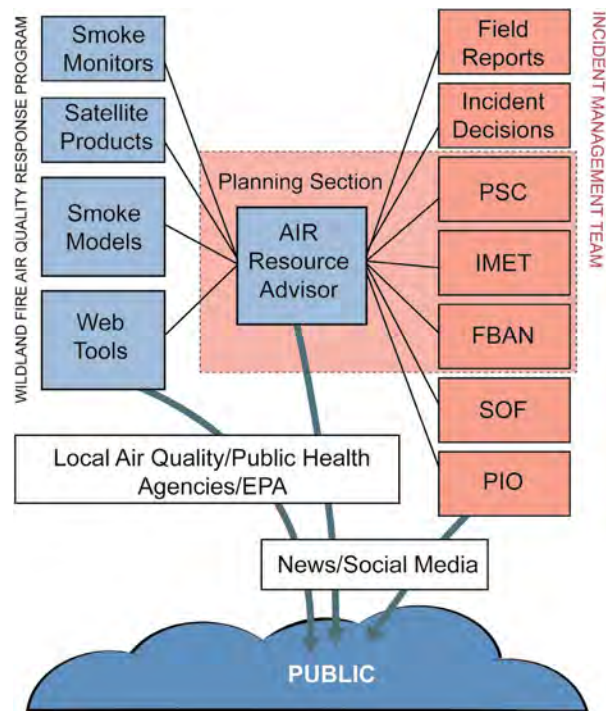 WILDLAND FIRE AIR QUALITY RESPONSE PROGRAM
Smoke
Monitors
Satellite
Products
Smoke
Models
Web
Tools
Planning Section
AIR
Resource
Advisor
Field
Reports
Incident
Decisions
PSC
IMET
FBAN
SOF
PIO
INCIDENT MANAGEMENT TEAM
Local Air Quality/Public Health
Agencies/EPA
News/Social Media
PUBLIC